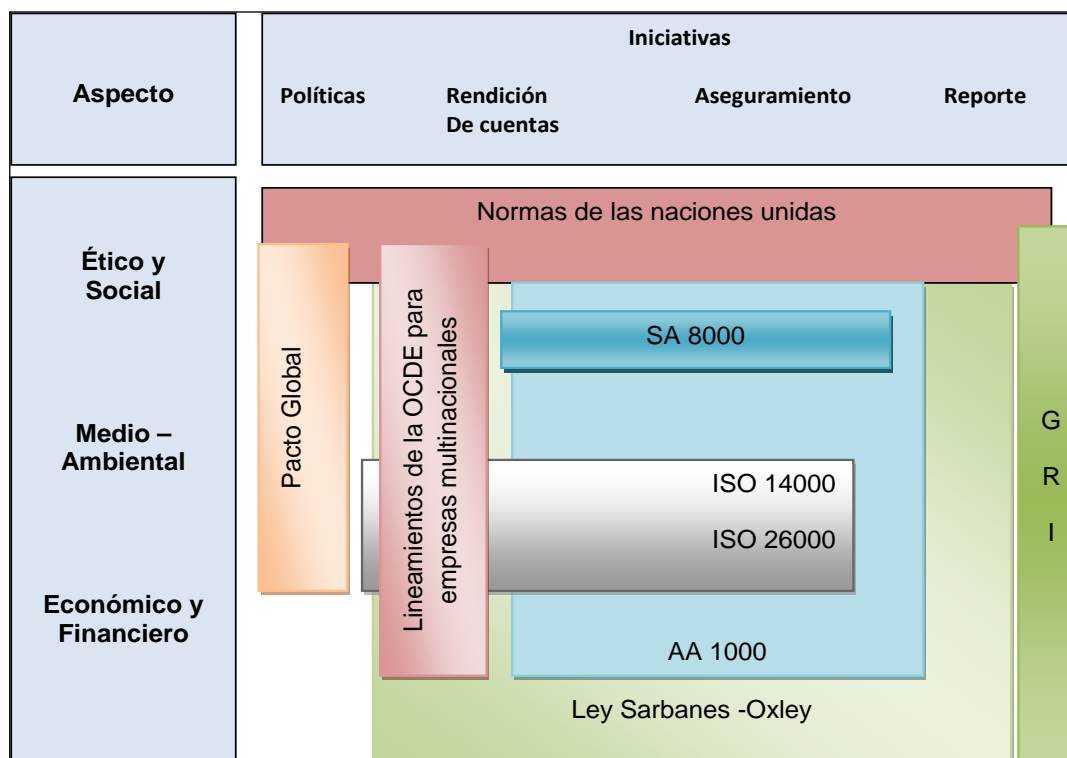 Aspecto
Iniciativas
Políticas
Rendición
De cuentas
Aseguramiento
Reporte
Ético y
Social
Medio –
Ambiental
Económico y
Financiero
Normas de las naciones unidas
Pacto Global
Lineamientos de la OCDE para
empresas multinacionales
SA 8000
ISO 14000
ISO 26000
AA 1000
Ley Sarbanes -Oxley
G
R
I